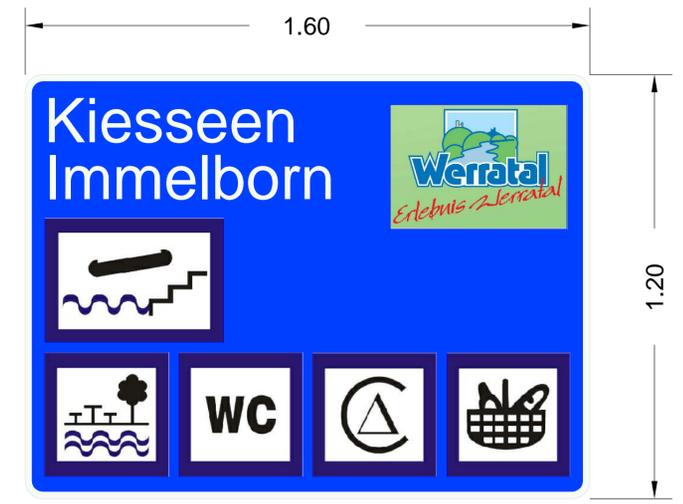 1.60
Kiesseen
Immelborn
Werratal
Erlebnis Werratal
1.20
WC